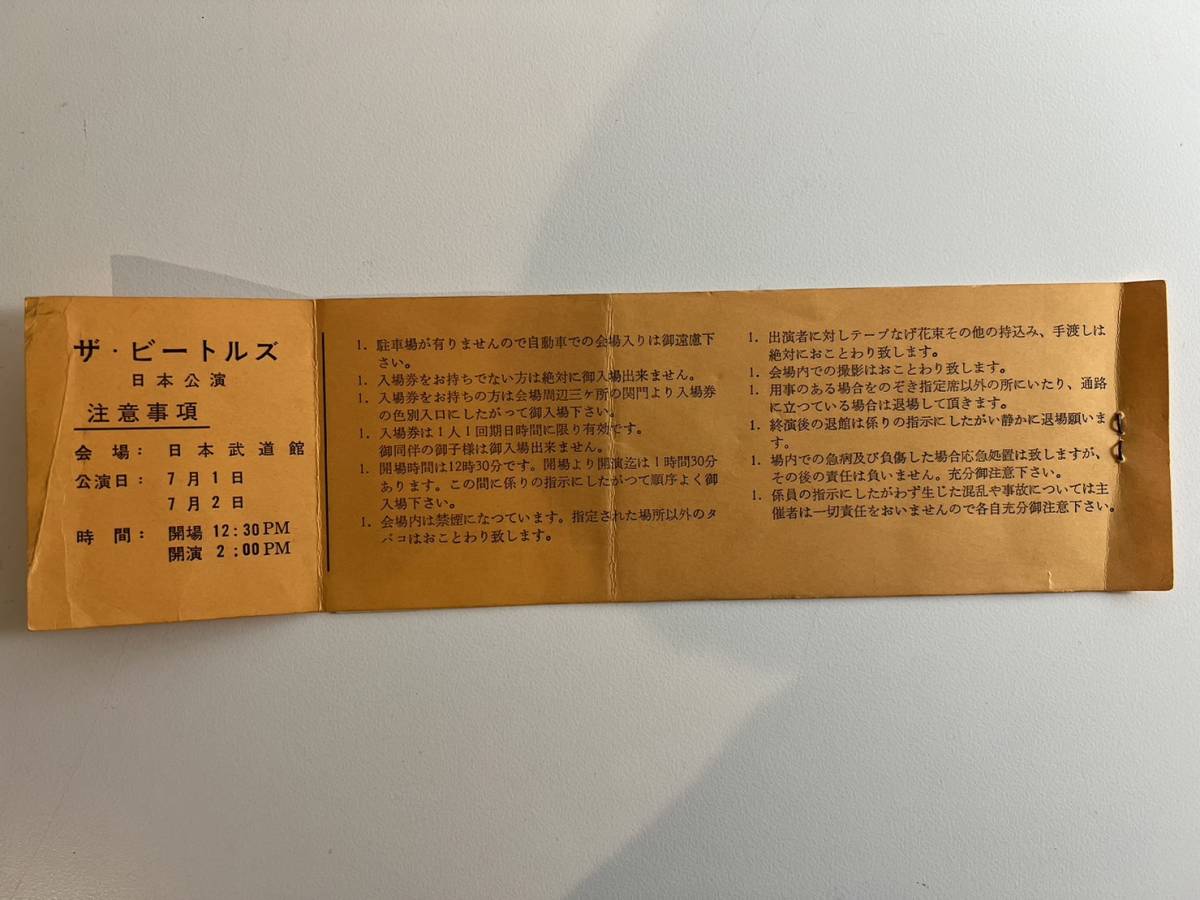 ザ・ビートルズ
日本公演
注意事項
会場：日本武道館
公演日：7月1日
7月2日
時間：開場 12:30PM
開演 2:00PM
1. 駐車場が有りませんので自動車での会場入りは御遠慮下
さい。
1. 入場券をお持ちでない方は絶対に御入場出来ません。
1. 入場券をお持ちの方は会場周辺三ヶ所の関門より入場券
の色別入口にしたがって御入場下さい。
1. 入場券は1人1回期日時間に限り有効です。
御同伴の御子様は御入場出来ません。
1. 開場時間は12時30分です。開場より開演迄は1時間30分
あります。この間に係りの指示にしたがつて順序よく御
入場下さい。
1. 会場内は禁煙になつています。指定された場所以外のタ
バコはおことわり致します。
1. 出演者に対しテープなげ花束その他の持込み、手渡しは
絶対におことわり致します。
1. 会場内での撮影はおことわり致します。
1. 用事のある場合をのぞき指定席以外の所にいたり、通路
に立つている場合は退場して頂きます。
1. 終演後の退館は係りの指示にしたがい静かに退場願いま
す。
1. 場内での急病及び負傷した場合応急処置は致しますが、
その後の責任は負いません。充分御注意下さい。
1. 係員の指示にしたがわず生じた混乱や事故については主
催者は一切責任をおいませんので各自充分御注意下さい。